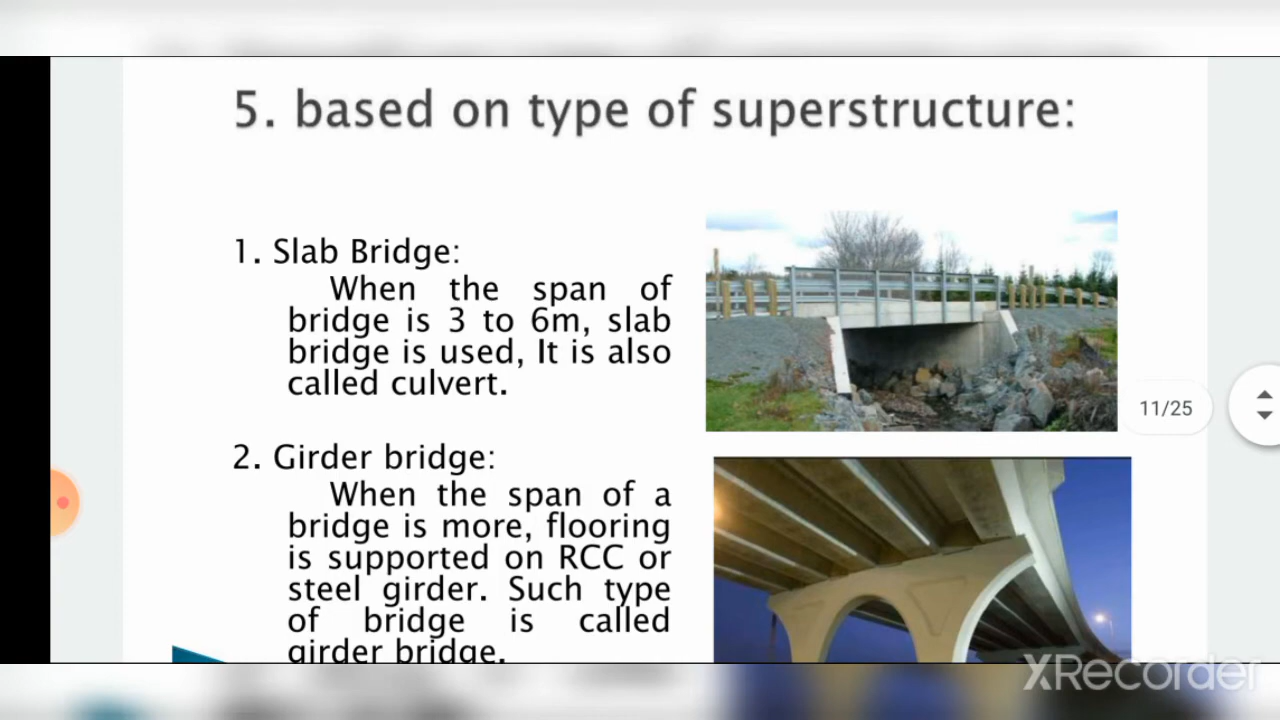 5. based on type of superstructure:
1. Slab Bridge:
When the span of
bridge is 3 to 6m, slab
bridge is used, It is also
called culvert.
11/25
2. Girder bridge:
When the span of a
bridge is more, flooring
is supported on RCC or
steel girder. Such type
of bridge is called
girder bridge.
XRecorder